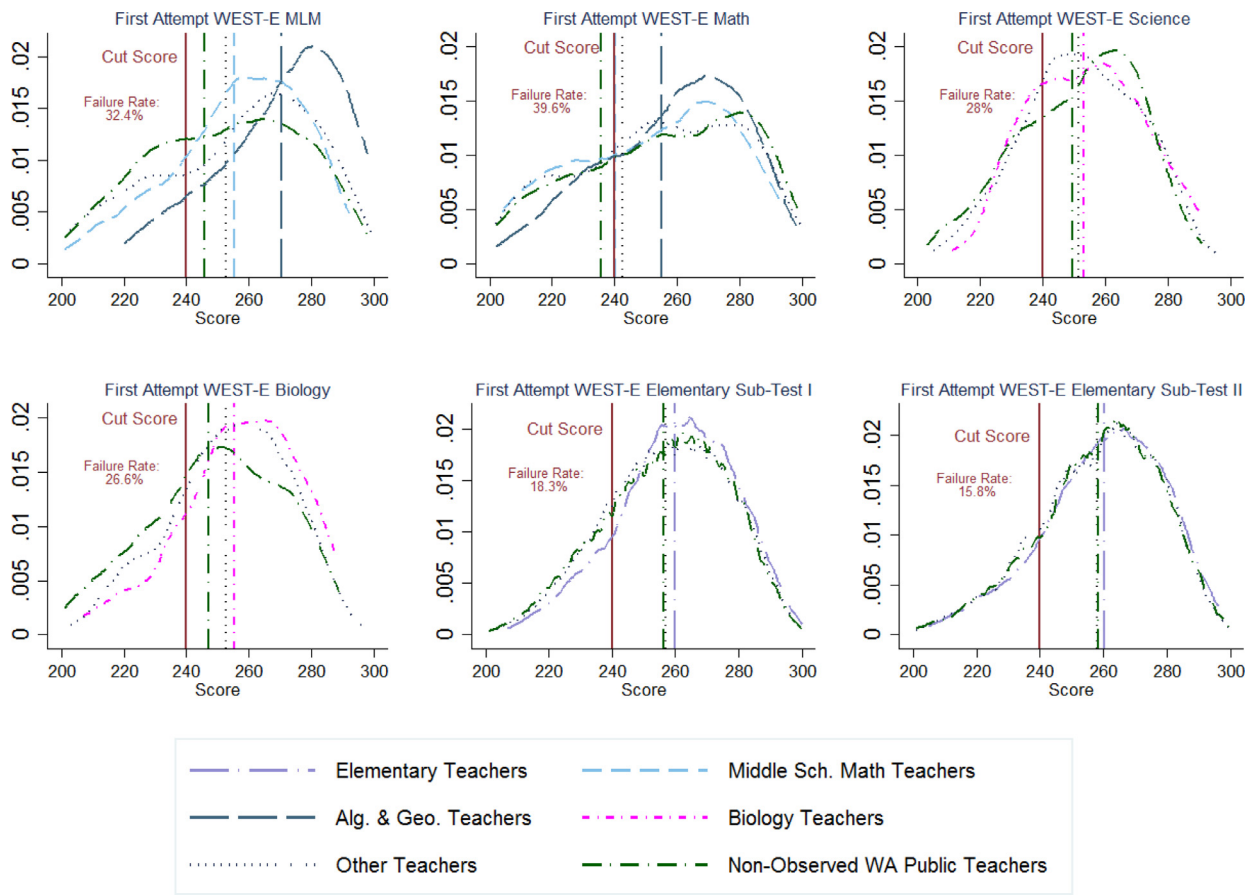 First Attempt WEST-E MLM
Cut Score
Failure Rate:
32.4%
0 .005 .01 .015 .02
200 220 240 260 280 300
Score
First Attempt WEST-E Math
Cut Score
Failure Rate:
39.6%
0 .005 .01 .015 .02
200 220 240 260 280 300
Score
First Attempt WEST-E Science
Cut Score
Failure Rate:
28%
0 .005 .01 .015 .02
200 220 240 260 280 300
Score
First Attempt WEST-E Biology
Cut Score
Failure Rate:
26.6%
0 .005 .01 .015 .02
200 220 240 260 280 300
Score
First Attempt WEST-E Elementary Sub-Test I
Cut Score
Failure Rate:
18.3%
0 .005 .01 .015 .02
200 220 240 260 280 300
Score
First Attempt WEST-E Elementary Sub-Test II
Cut Score
Failure Rate:
15.8%
0 .005 .01 .015 .02
200 220 240 260 280 300
Score
Elementary Teachers
Middle Sch. Math Teachers
Alg. & Geo. Teachers
Biology Teachers
Other Teachers
Non-Observed WA Public Teachers